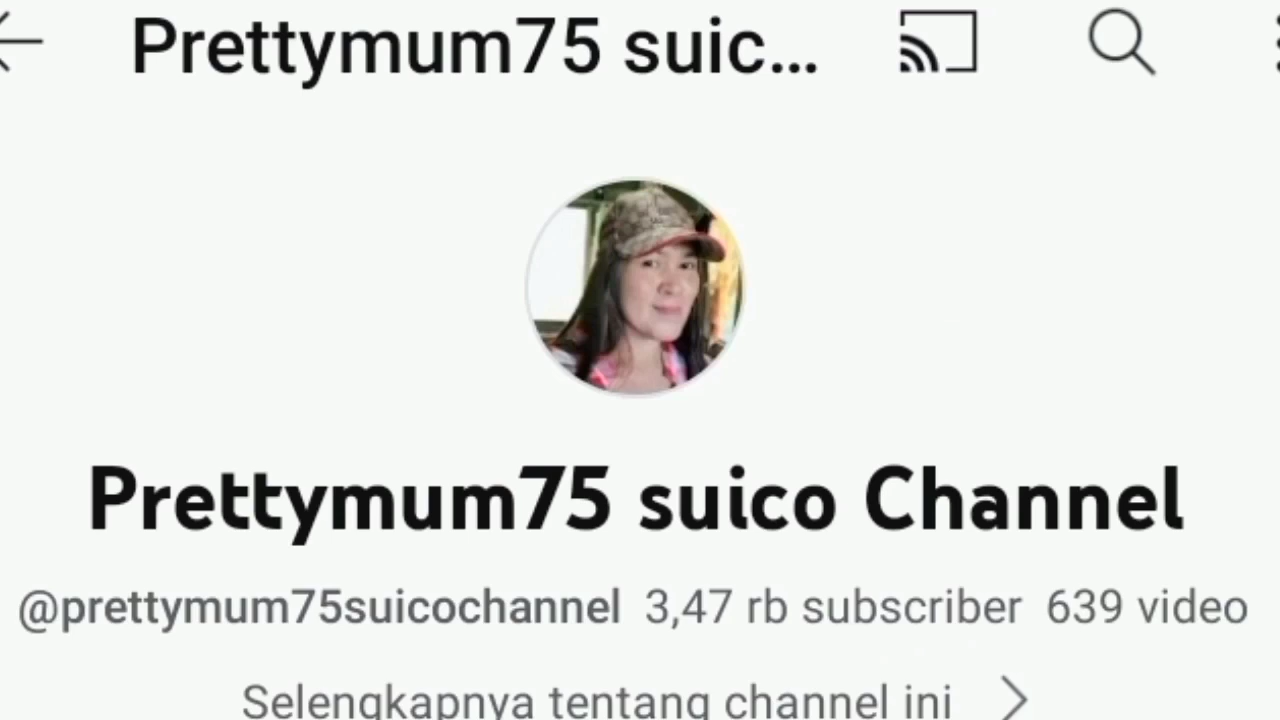 Prettymum75 suic...
Prettymum75 suico Channel
@prettymum75suicochannel 3,47 rb subscriber 639 video
Selengkapnya tentang channel ini